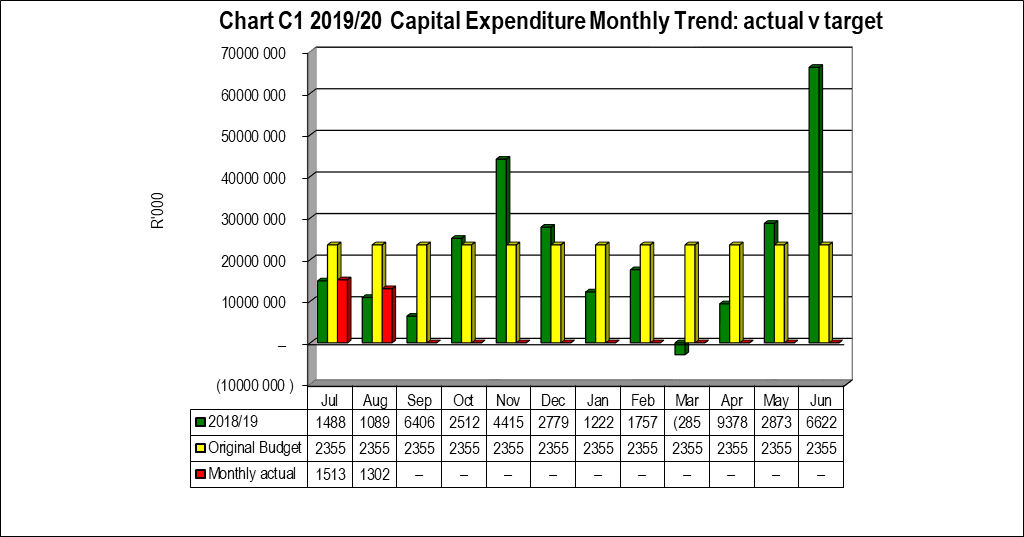 Chart C1 2019/20 Capital Expenditure Monthly Trend: actual v target
70000 000
60000 000
50000 000
40000 000
30000 000
20000 000
10000 000
–
(10000 000 )
R'000
Jul Aug Sep Oct Nov Dec Jan Feb Mar Apr May Jun
2018/19 1488 1089 6406 2512 4415 2779 1222 1757 (285 9378 2873 6622
Original Budget 2355 2355 2355 2355 2355 2355 2355 2355 2355 2355 2355 2355
Monthly actual 1513 1302 – – – – – – – – – –